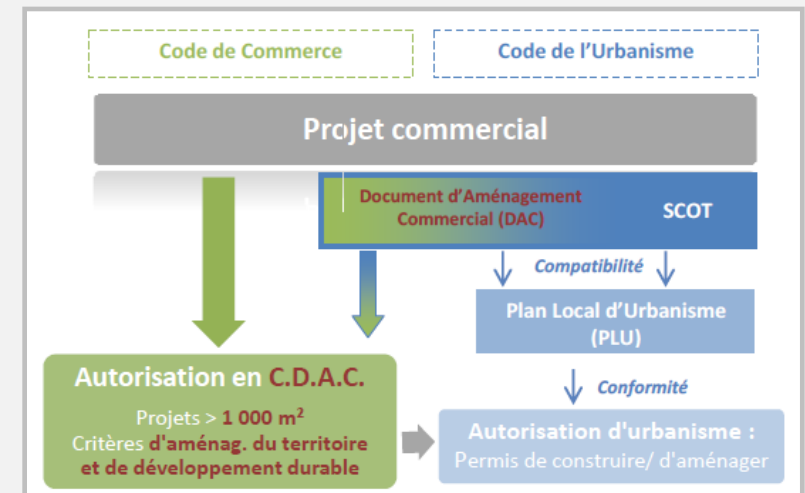 Code de Commerce
Code de l'Urbanisme
Projet commercial
Document d'Aménagement
Commercial (DAC)
SCOT
Compatibilité
Plan Local d'Urbanisme
(PLU)
Conformité
Autorisation en C.D.A.C.
Projets > 1 000 m²
Critères d'aménag. du territoire
et de développement durable
Autorisation d'urbanisme :
Permis de construire/ d'aménager